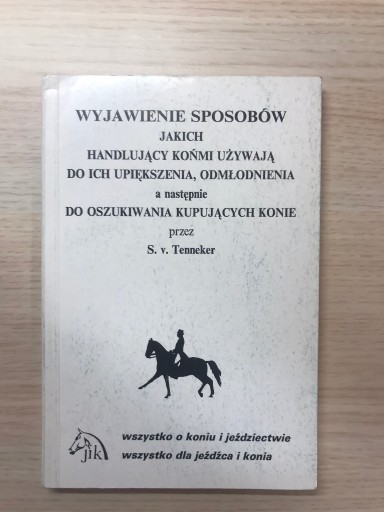 WYJAWIENIE SPOSOBÓW
JAKICH
HANDLUJĄCY KOŃMI UŻYWAJĄ
DO ICH UPIĘKSZENIA, ODMŁODNIENIA
a następnie
DO OSZUKIWANIA KUPUJĄCYCH KONIE
przez
S. v. Tenneker
jik
wszystko o koniu i jeździectwie
wszystko dla jeźdźca i konia